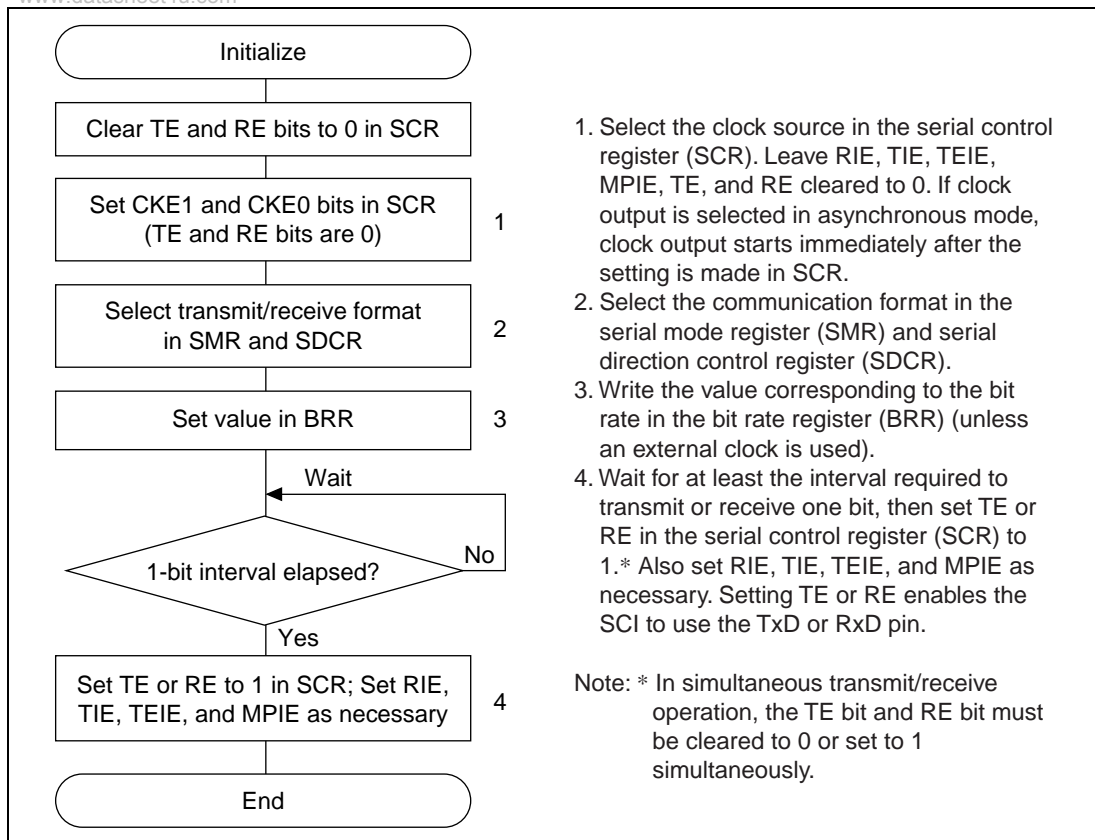 Initialize
Clear TE and RE bits to 0 in SCR
Set CKE1 and CKE0 bits in SCR
(TE and RE bits are 0)
1
Select transmit/receive format
in SMR and SDCR
2
Set value in BRR
3
Wait
1-bit interval elapsed?
No
Yes
Set TE or RE to 1 in SCR; Set RIE,
TIE, TEIE, and MPIE as necessary
4
End
1. Select the clock source in the serial control
register (SCR). Leave RIE, TIE, TEIE,
MPIE, TE, and RE cleared to 0. If clock
output is selected in asynchronous mode,
clock output starts immediately after the
setting is made in SCR.
2. Select the communication format in the
serial mode register (SMR) and serial
direction control register (SDCR).
3. Write the value corresponding to the bit
rate in the bit rate register (BRR) (unless
an external clock is used).
4. Wait for at least the interval required to
transmit or receive one bit, then set TE or
RE in the serial control register (SCR) to
1.* Also set RIE, TIE, TEIE, and MPIE as
necessary. Setting TE or RE enables the
SCI to use the TxD or RxD pin.
Note: * In simultaneous transmit/receive
operation, the TE bit and RE bit must
be cleared to 0 or set to 1
simultaneously.